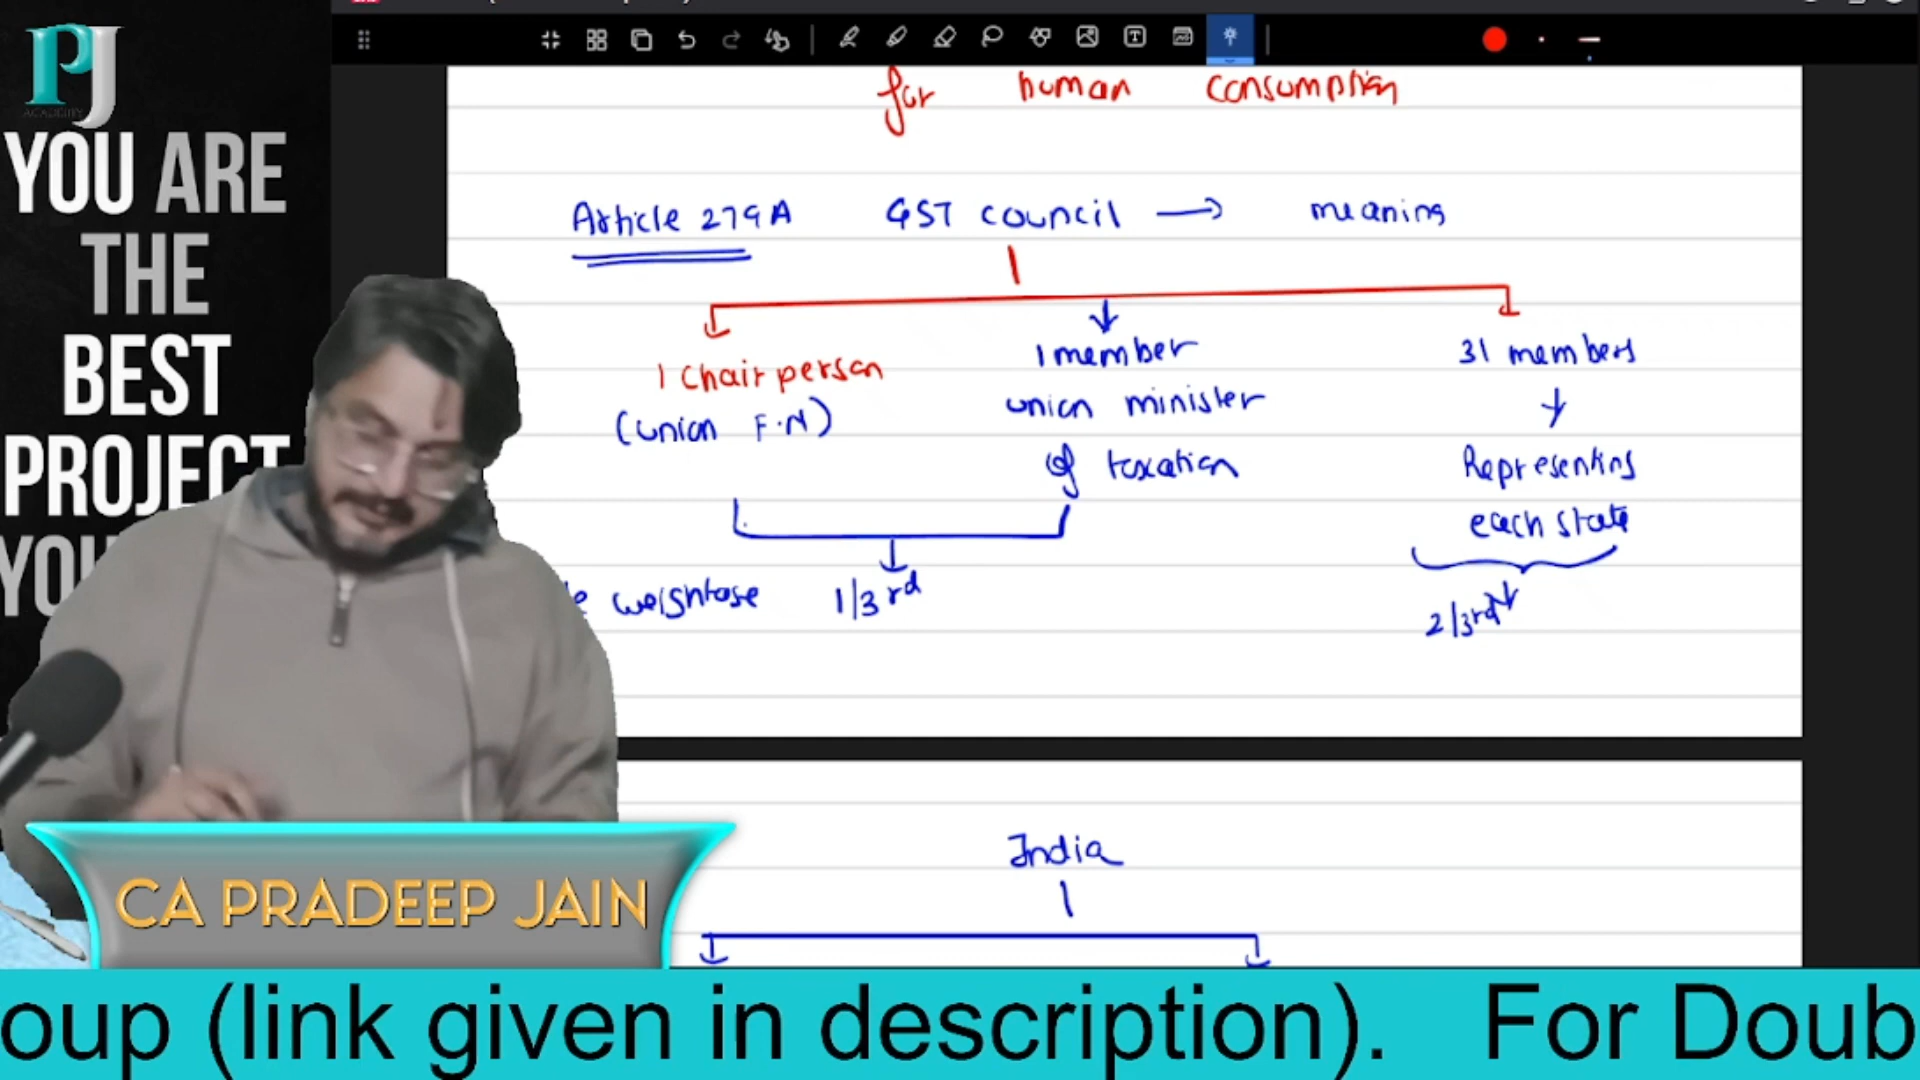 PJ
ACADEMY
YOU ARE
THE
BEST
PROJECT
YOU
for human consumption
Article 279A GST council → meaning
1 chairperson
(union F.M)
1 member
union minister
of taxation
31 members
Representing
each state
weightage 1/3rd
2/3rd
India
CA PRADEEP JAIN
oup (link given in description). For Doub